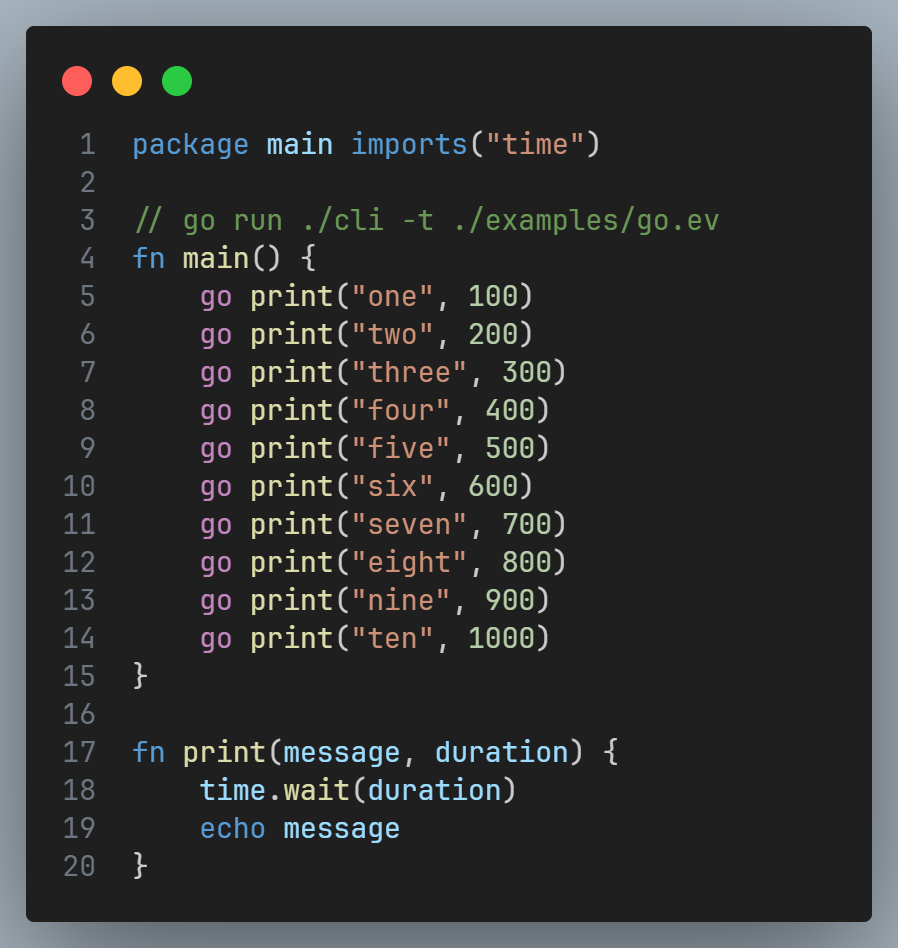 1 package main imports("time")
2
3 // go run ./cli -t ./examples/go.ev
4 fn main() {
5     go print("one", 100)
6     go print("two", 200)
7     go print("three", 300)
8     go print("four", 400)
9     go print("five", 500)
10     go print("six", 600)
11     go print("seven", 700)
12     go print("eight", 800)
13     go print("nine", 900)
14     go print("ten", 1000)
15 }
16
17 fn print(message, duration) {
18     time.wait(duration)
19     echo message
20 }